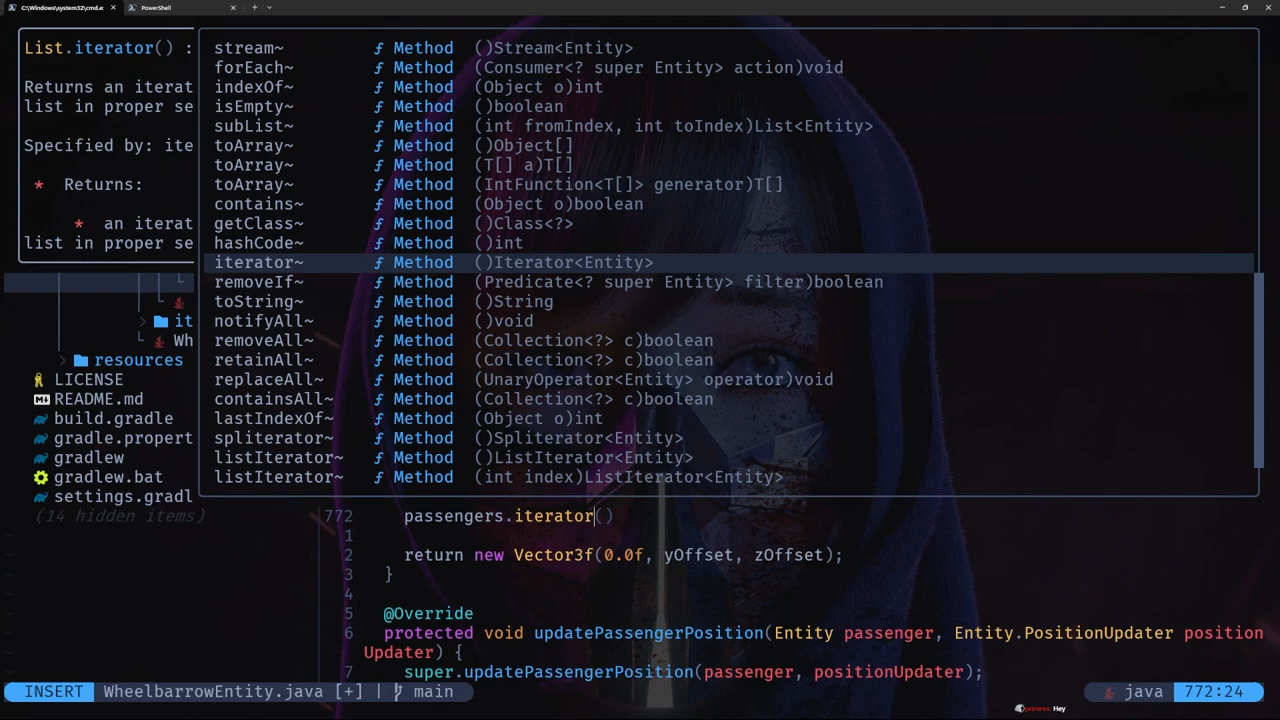 C:\Windows\system32\cmd.e:
PowerShell
List.iterator() :
Returns an iterat
list in proper se
Specified by: ite
* Returns:
* an iterat
list in proper se
stream~ Method ()Stream<Entity>
forEach~ Method (Consumer<? super Entity> action)void
indexOf~ Method (Object o)int
isEmpty~ Method ()boolean
subList~ Method (int fromIndex, int toIndex)List<Entity>
toArray~ Method ()Object[]
toArray~ Method (T[] a)T[]
toArray~ Method (IntFunction<T[]> generator)T[]
contains~ Method (Object o)boolean
getClass~ Method ()Class<?>
hashCode~ Method ()int
iterator~ Method ()Iterator<Entity>
removeIf~ Method (Predicate<? super Entity> filter)boolean
toString~ Method ()String
notifyAll~ Method ()void
removeAll~ Method (Collection<?> c)boolean
retainAll~ Method (Collection<?> c)boolean
replaceAll~ Method (UnaryOperator<Entity> operator)void
containsAll~ Method (Collection<?> c)boolean
lastIndexOf~ Method (Object o)int
spliterator~ Method ()Spliterator<Entity>
listIterator~ Method ()ListIterator<Entity>
listIterator~ Method (int index)ListIterator<Entity>
it
Wh
resources
LICENSE
README.md
build.gradle
gradle.propert
gradlew
gradlew.bat
settings.gradl
(14 hidden items)
772 passengers.iterator()
1
2 return new Vector3f(0.0f, yOffset, zOffset);
3 }
4
5 @Override
6 protected void updatePassengerPosition(Entity passenger, Entity.PositionUpdater position
Updater) {
7 super.updatePassengerPosition(passenger, positionUpdater);
INSERT WheelbarrowEntity.java [+] | main
java 772:24
jetrorox: Hey